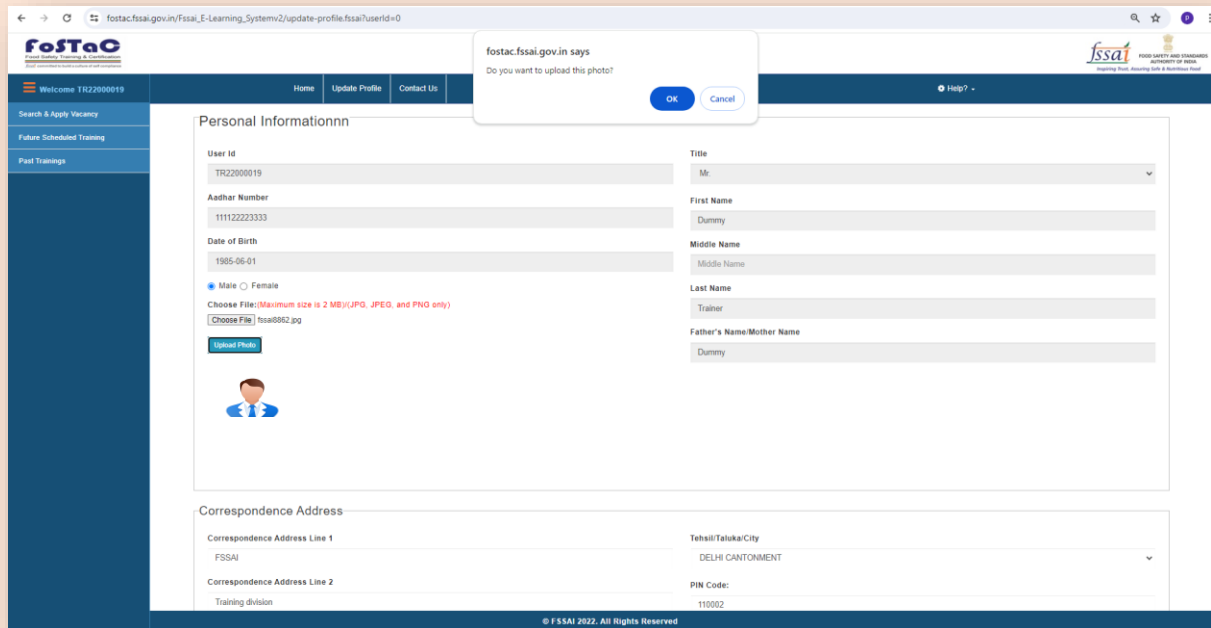 fostac.fssai.gov.in/Fssai_E-Learning_Systemv2/update-profile.fssai?userId=0
P
FoSTaC
Food Safety Training & Certification
fostac.fssai.gov.in says
Do you want to upload this photo?
OK
Cancel
fssai
FOOD SAFETY AND STANDARDS
AUTHORITY OF INDIA
Inspiring Trust, Assuring Safe & Nutritious Food
Welcome TR22000019
Home
Update Profile
Contact Us
Help?
Search & Apply Vacancy
Future Scheduled Training
Past Trainings
Personal Informationnn
User Id
TR22000019
Aadhar Number
111122223333
Date of Birth
1985-06-01
Male
Female
Choose File:(Maximum size is 2 MB)/(JPG, JPEG, and PNG only)
Choose File fssai8862.jpg
Upload Photo
Title
Mr.
First Name
Dummy
Middle Name
Middle Name
Last Name
Trainer
Father's Name/Mother Name
Dummy
Correspondence Address
Correspondence Address Line 1
FSSAI
Correspondence Address Line 2
Training division
Tehsil/Taluka/City
DELHI CANTONMENT
PIN Code:
110002
© FSSAI 2022. All Rights Reserved